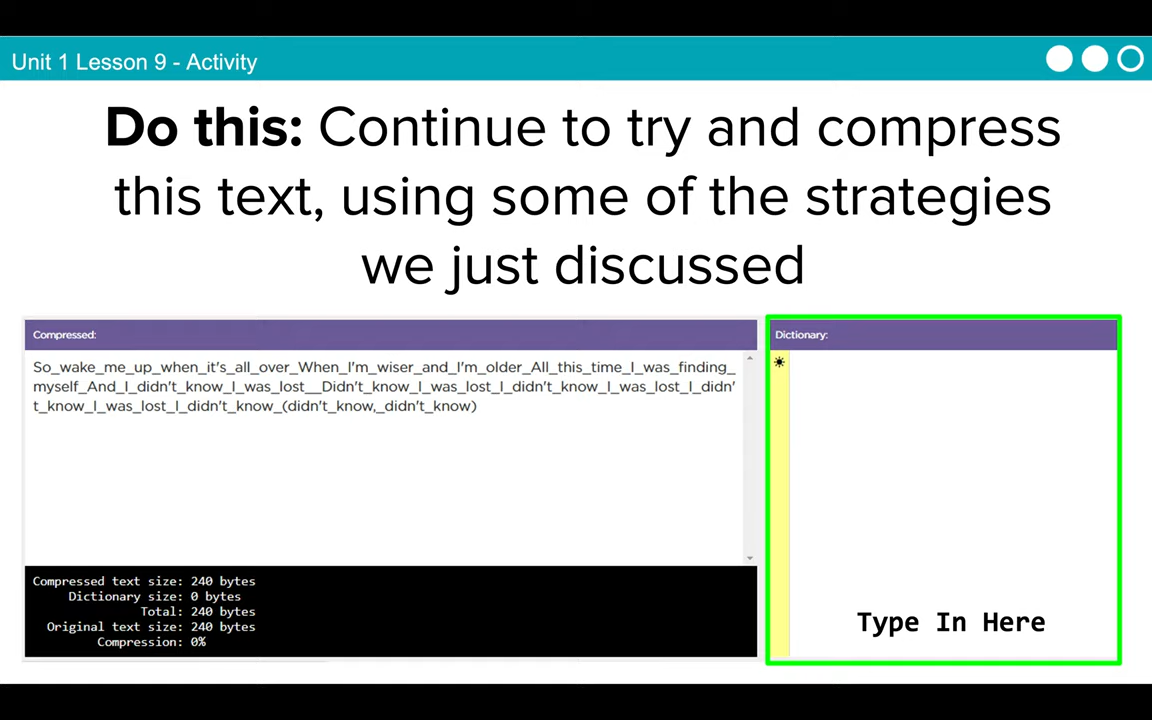 Unit 1 Lesson 9 - Activity
Do this: Continue to try and compress
this text, using some of the strategies
we just discussed
Compressed:
So_wake_me_up_when_it's_all_over_When_I'm_wiser_and_I'm_older_All_this_time_I_was_finding_
myself_And_I_didn't_know_I_was_lost__Didn't_know_I_was_lost_I_didn't_know_I_was_lost_I_didn'
t_know_I_was_lost_I_didn't_know_(didn't_know,_didn't_know)
Compressed text size: 240 bytes
Dictionary size: 0 bytes
Total: 240 bytes
Original text size: 240 bytes
Compression: 0%
Dictionary:
Type In Here